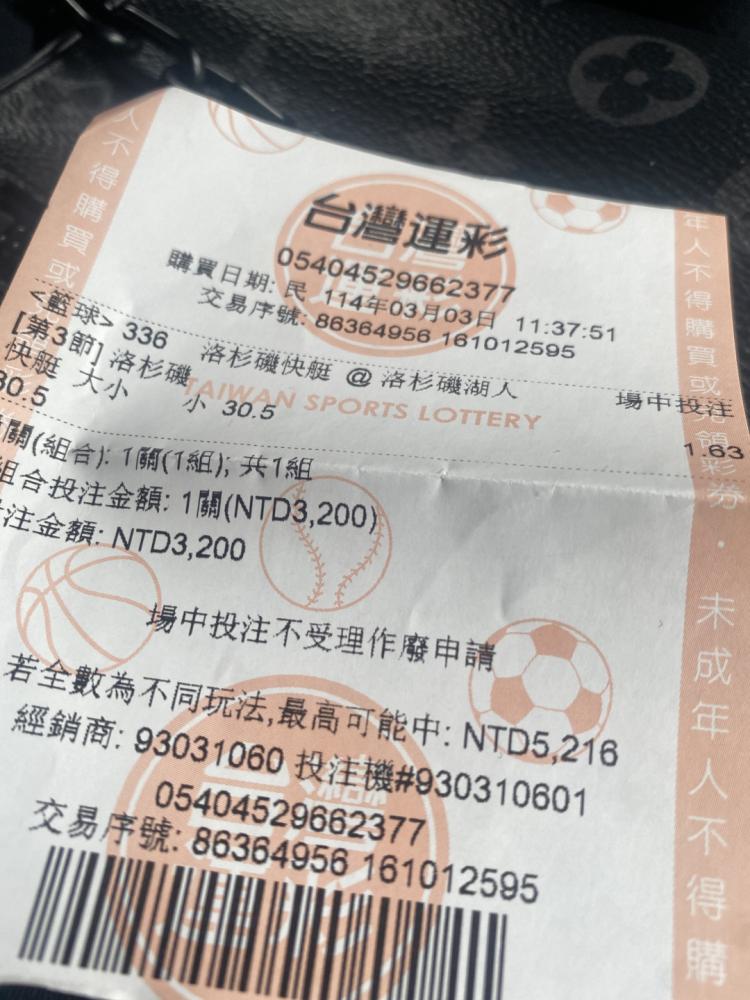 台灣運彩
05404529662377
購買日期: 民 114年03月03日 11:37:51
交易序號: 86364956 161012595
<籃球> 336 洛杉磯快艇 @ 洛杉磯湖人 場中投注
[第3節] 洛杉磯
快艇 大小 小 30.5 1.63
30.5
TAIWAN SPORTS LOTTERY
關(組合): 1關(1組); 共1組
組合投注金額: 1關(NTD3,200)
注金額: NTD3,200
場中投注不受理作廢申請
若全數為不同玩法,最高可能中: NTD5,216
經銷商: 93031060 投注機#930310601
05404529662377
交易序號: 86364956 161012595
人不得購買或
年人不得購買或兌領彩券．未成年人不得購